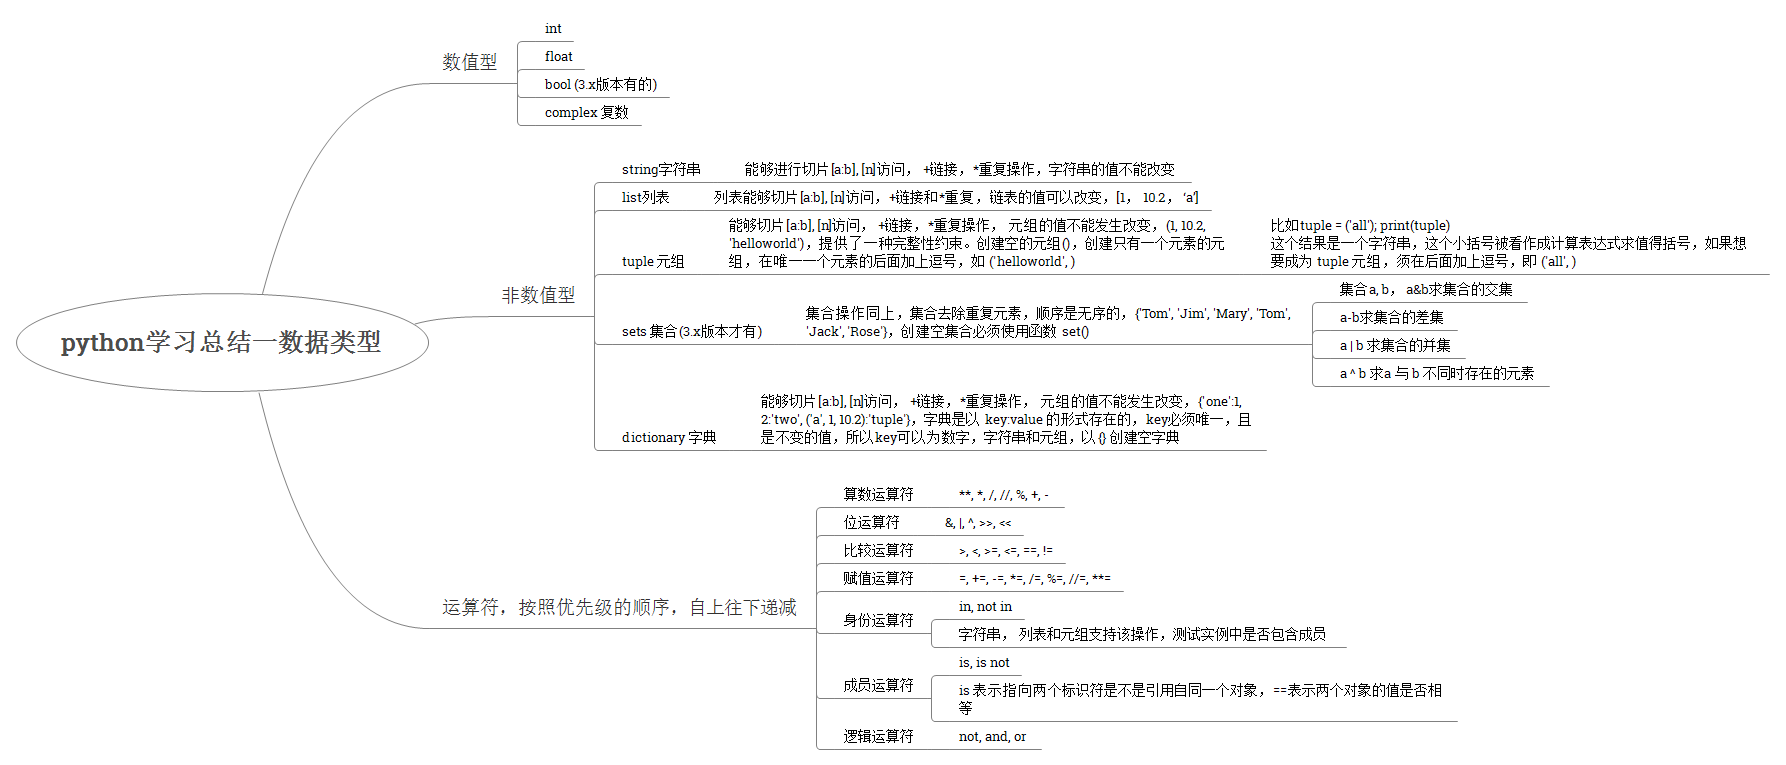 python学习总结一数据类型
数值型
int
float
bool (3.x版本有的)
complex 复数
非数值型
string字符串
能够进行切片[a:b], [n]访问， +链接，*重复操作，字符串的值不能改变
list列表
列表能够切片[a:b], [n]访问，+链接和*重复，链表的值可以改变，[1， 10.2， ‘a’]
tuple 元组
能够切片[a:b], [n]访问， +链接，*重复操作， 元组的值不能发生改变，(1, 10.2,
'helloworld')，提供了一种完整性约束。创建空的元组()，创建只有一个元素的元
组，在唯一一个元素的后面加上逗号，如 ('helloworld', )
比如tuple = ('all'); print(tuple)
这个结果是一个字符串，这个小括号被看作成计算表达式求值得括号，如果想
要成为 tuple 元组，须在后面加上逗号，即 ('all', )
sets 集合(3.x版本才有)
集合操作同上，集合去除重复元素，顺序是无序的，{'Tom', 'Jim', 'Mary', 'Tom',
'Jack', 'Rose'}，创建空集合必须使用函数 set()
集合a, b， a&b求集合的交集
a-b求集合的差集
a | b 求集合的并集
a ^ b 求a 与 b 不同时存在的元素
dictionary 字典
能够切片[a:b], [n]访问， +链接，*重复操作， 元组的值不能发生改变，{'one':1,
2:'two', ('a', 1, 10.2):'tuple'}，字典是以 key:value 的形式存在的，key必须唯一，且
是不变的值，所以key可以为数字，字符串和元组，以 {} 创建空字典
运算符，按照优先级的顺序，自上往下递减
算数运算符
**, *, /, //, %, +, -
位运算符
&, |, ^, >>, <<
比较运算符
>, <, >=, <=, ==, !=
赋值运算符
=, +=, -=, *=, /=, %=, //=, **=
身份运算符
in, not in
字符串， 列表和元组支持该操作，测试实例中是否包含成员
成员运算符
is, is not
is 表示指向两个标识符是不是引用自同一个对象，==表示两个对象的值是否相
等
逻辑运算符
not, and, or